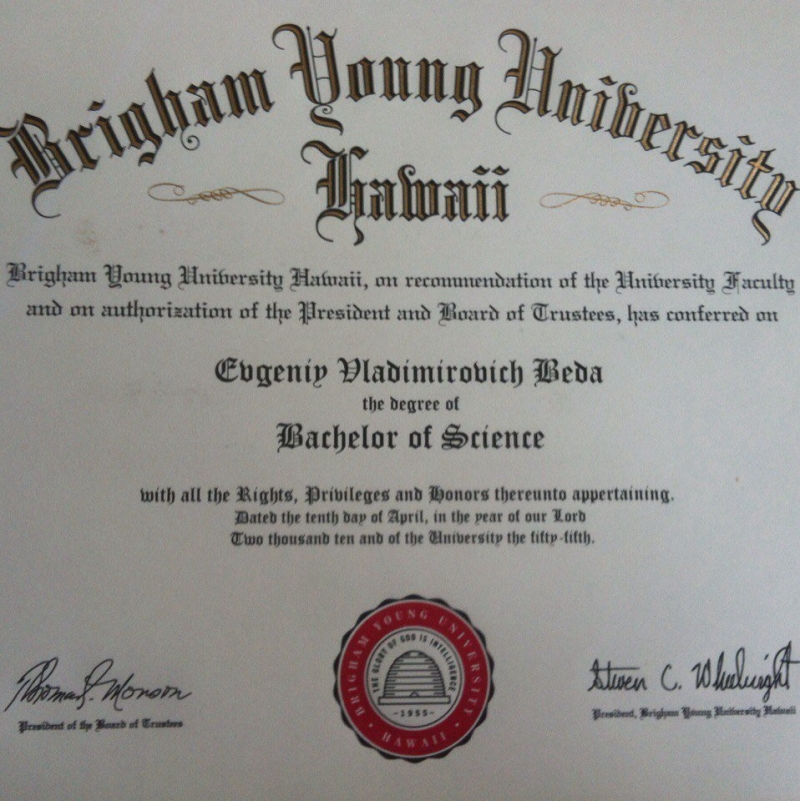 Brigham Young University
Hawaii
Brigham Young University Hawaii, on recommendation of the University Faculty
and on authorization of the President and Board of Trustees, has conferred on
Evgeniy Vladimirovich Beda
the degree of
Bachelor of Science
with all the Rights, Privileges and Honors thereunto appertaining.
Dated the tenth day of April, in the year of our Lord
Two thousand ten and of the University the fifty-fifth.
BRIGHAM YOUNG UNIVERSITY
THE GLORY OF GOD IS INTELLIGENCE
-1955-
HAWAII
Thomas S. Monson
President of the Board of Trustees
Steven C. Wheelwright
President, Brigham Young University Hawaii